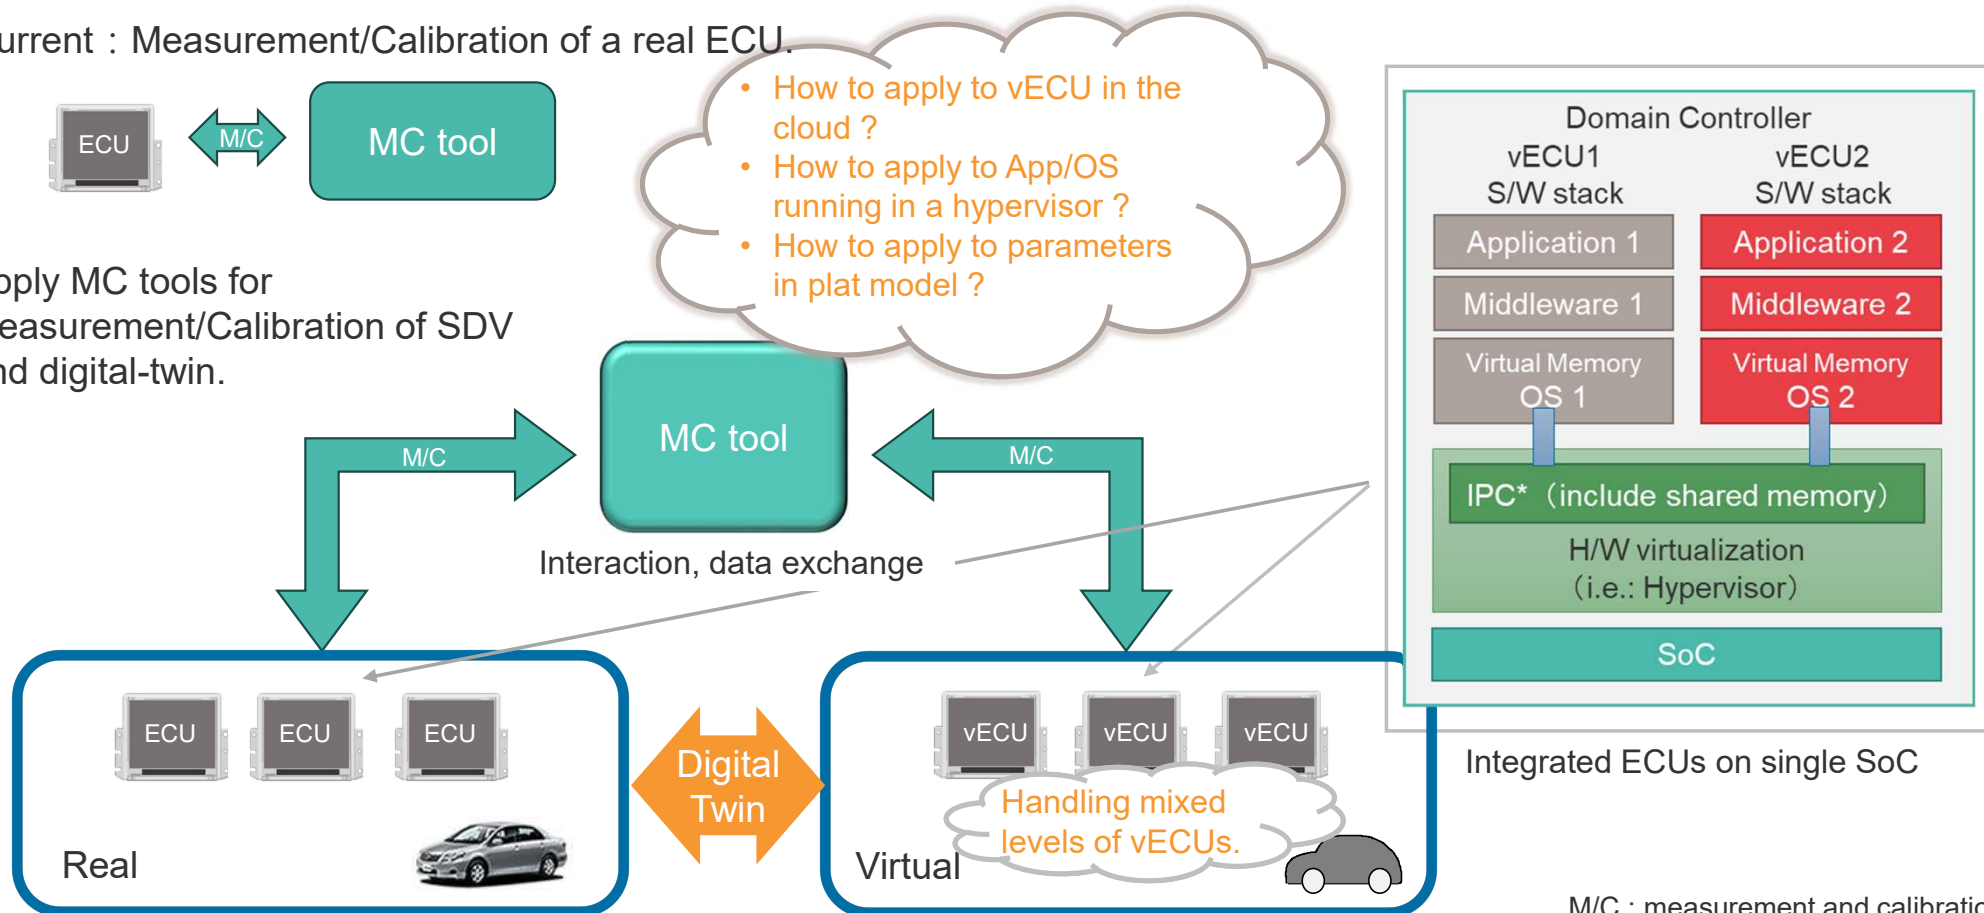 urrent : Measurement/Calibration of a real ECU.
ECU
M/C
MC tool
• How to apply to vECU in the
cloud ?
• How to apply to App/OS
running in a hypervisor ?
• How to apply to parameters
in plat model ?
pply MC tools for
easurement/Calibration of SDV
nd digital-twin.
MC tool
M/C
M/C
Interaction, data exchange
ECU
ECU
ECU
Real
Digital
Twin
vECU
vECU
vECU
Handling mixed
levels of vECUs.
Virtual
Domain Controller
vECU1
S/W stack
vECU2
S/W stack
Application 1
Application 2
Middleware 1
Middleware 2
Virtual Memory
OS 1
Virtual Memory
OS 2
IPC*（include shared memory）
H/W virtualization
（i.e.: Hypervisor）
SoC
Integrated ECUs on single SoC
M/C : measurement and calibratio